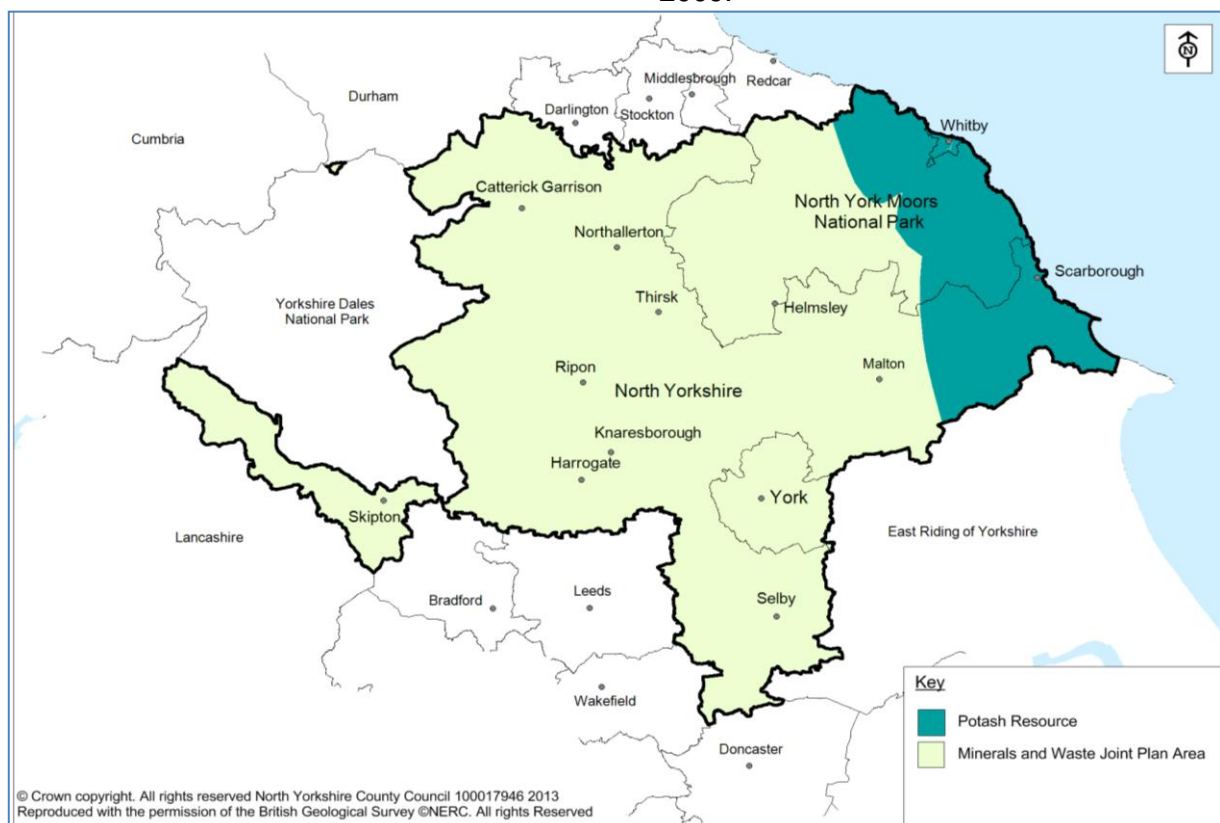 N
Durham
Cumbria
Middlesbrough
Redcar
Darlington
Stockton
Whitby
Catterick Garrison
Northallerton
North York Moors
National Park
Scarborough
Yorkshire Dales
National Park
Thirsk
Helmsley
Ripon
North Yorkshire
Malton
Knaresborough
Harrogate
York
Skipton
Lancashire
East Riding of Yorkshire
Bradford
Leeds
Selby
Wakefield
Doncaster
Key
Potash Resource
Minerals and Waste Joint Plan Area
© Crown copyright. All rights reserved North Yorkshire County Council 100017946 2013
Reproduced with the permission of the British Geological Survey ©NERC. All rights Reserved